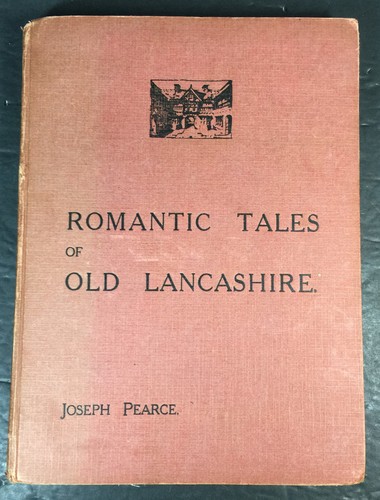 ROMANTIC TALES
OF
OLD LANCASHIRE.
JOSEPH PEARCE.